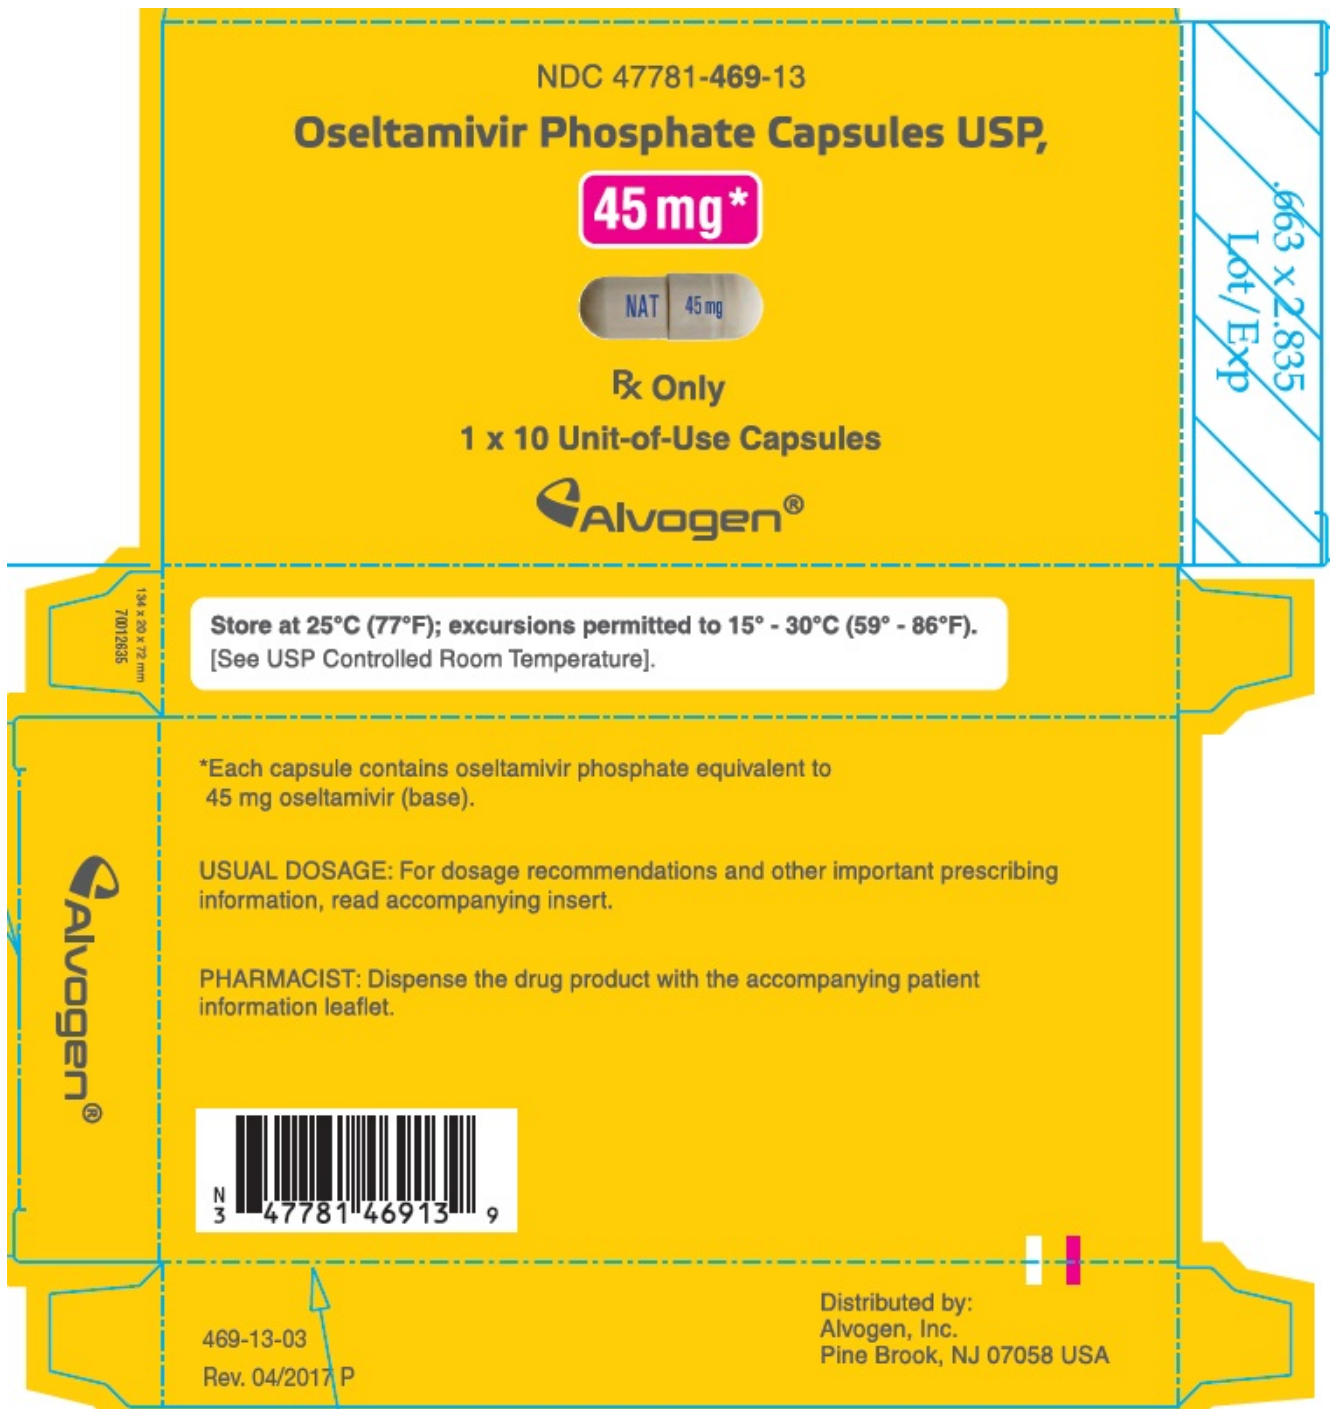 NDC 47781-469-13
Oseltamivir Phosphate Capsules USP,
45 mg*
NAT 45 mg
℞ Only
1 x 10 Unit-of-Use Capsules
Alvogen®
.663 x 2.835
Lot/Exp
134 x 20 x 72 mm
70012635
Store at 25°C (77°F); excursions permitted to 15° - 30°C (59° - 86°F).
[See USP Controlled Room Temperature].
*Each capsule contains oseltamivir phosphate equivalent to
45 mg oseltamivir (base).
USUAL DOSAGE: For dosage recommendations and other important prescribing
information, read accompanying insert.
PHARMACIST: Dispense the drug product with the accompanying patient
information leaflet.
Alvogen®
N
3 47781 46913 9
469-13-03
Rev. 04/2017 P
Distributed by:
Alvogen, Inc.
Pine Brook, NJ 07058 USA